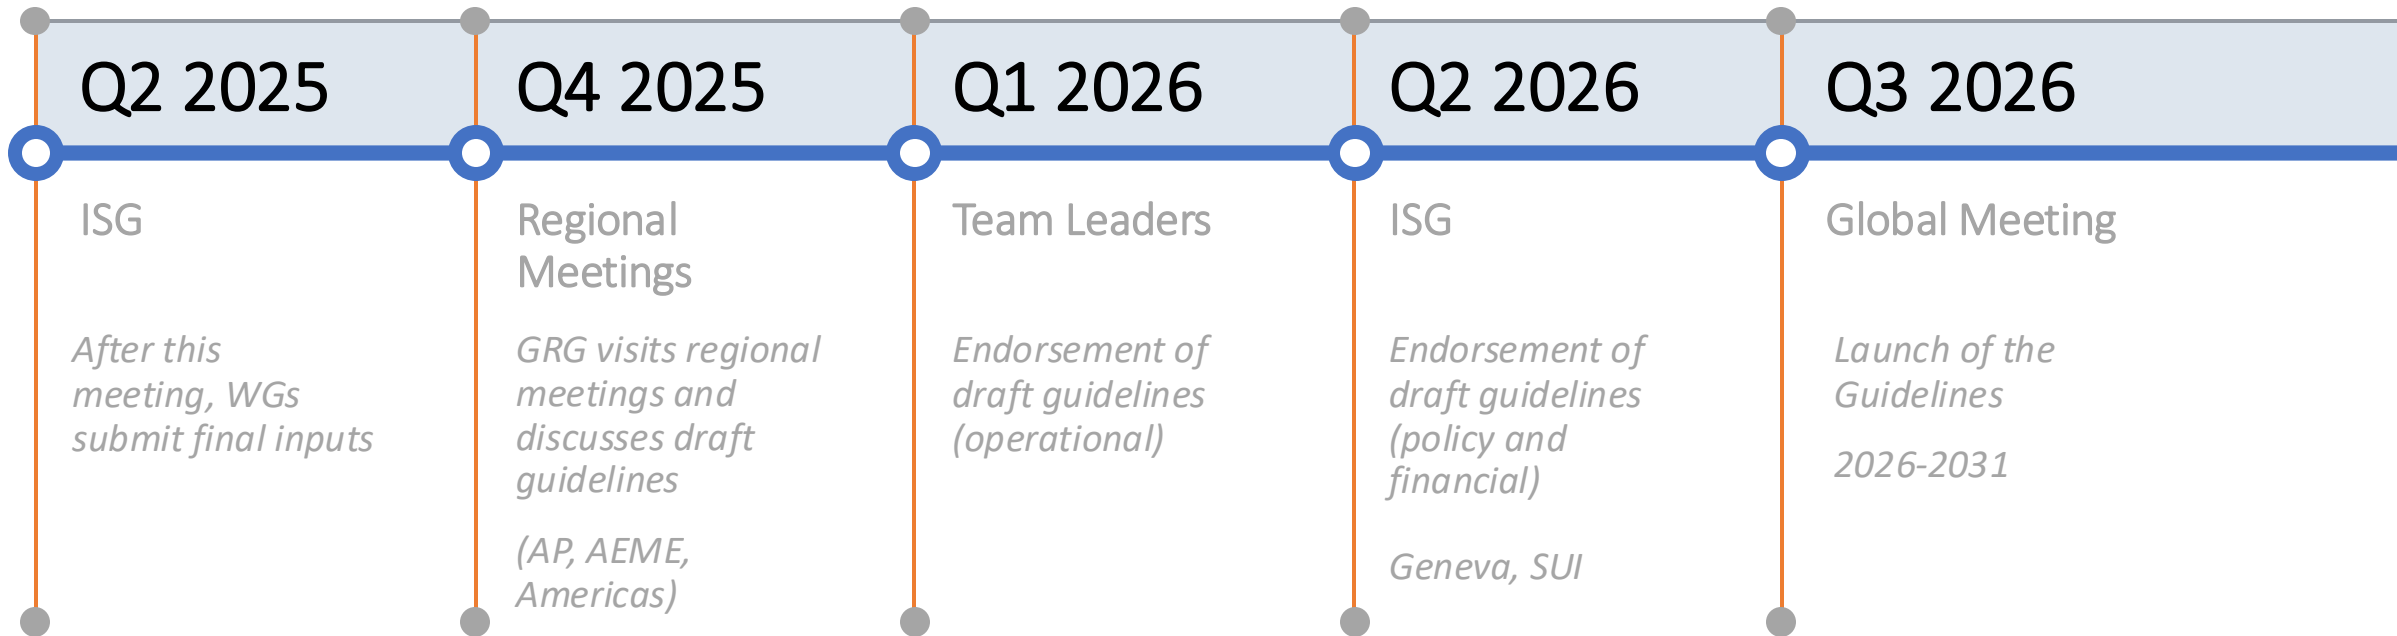 Q2 2025
ISG
After this
meeting, WGs
submit final inputs
Q4 2025
Regional
Meetings
GRG visits regional
meetings and
discusses draft
guidelines
(AP, AEME,
Americas)
Q1 2026
Team Leaders
Endorsement of
draft guidelines
(operational)
Q2 2026
ISG
Endorsement of
draft guidelines
(policy and
financial)
Geneva, SUI
Q3 2026
Global Meeting
Launch of the
Guidelines
2026-2031